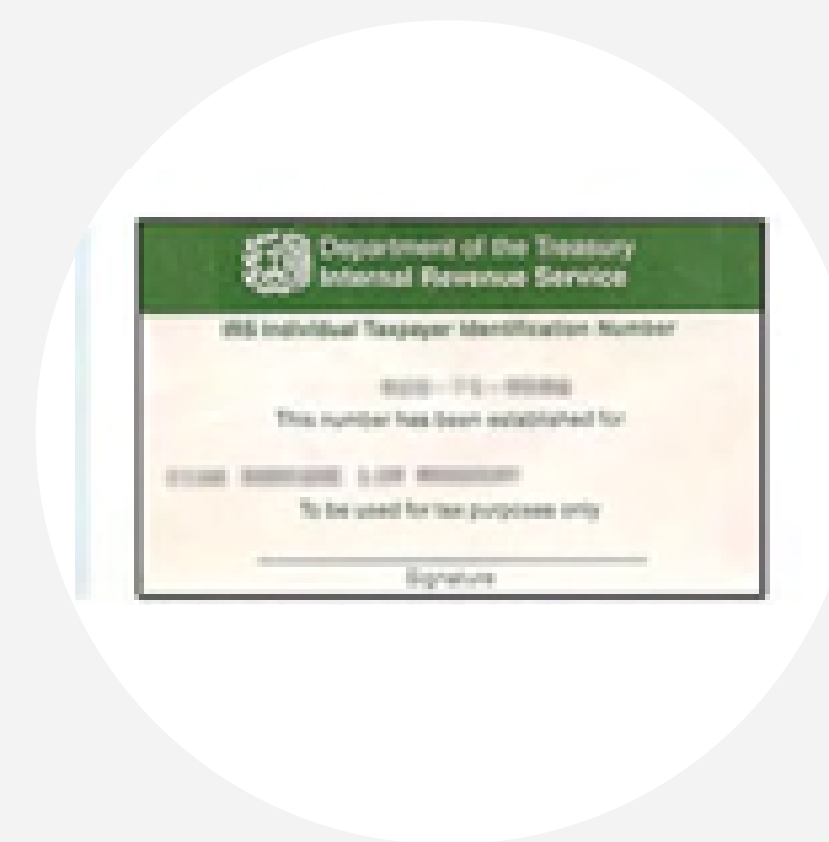 Department of the Treasury
Internal Revenue Service
IRS Individual Taxpayer Identification Number
This number has been established for
To be used for tax purposes only
Signature